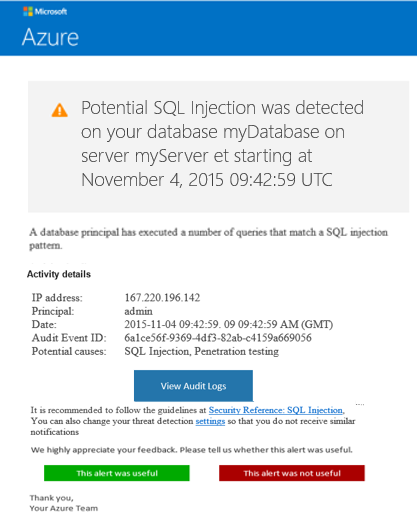 Microsoft
Azure
Potential SQL Injection was detected
on your database myDatabase on
server myServer et starting at
November 4, 2015 09:42:59 UTC
A database principal has executed a number of queries that match a SQL injection
pattern.
Activity details
IP address: 167.220.196.142
Principal: admin
Date: 2015-11-04 09:42:59. 09 09:42:59 AM (GMT)
Audit Event ID: 6a1ce56f-9369-4df3-82ab-c4159a669056
Potential causes: SQL Injection, Penetration testing
View Audit Logs
It is recommended to follow the guidelines at Security Reference: SQL Injection,
You can also change your threat detection settings so that you do not receive similar
notifications
We highly appreciate your feedback. Please tell us whether this alert was useful.
This alert was useful
This alert was not useful
Thank you,
Your Azure Team